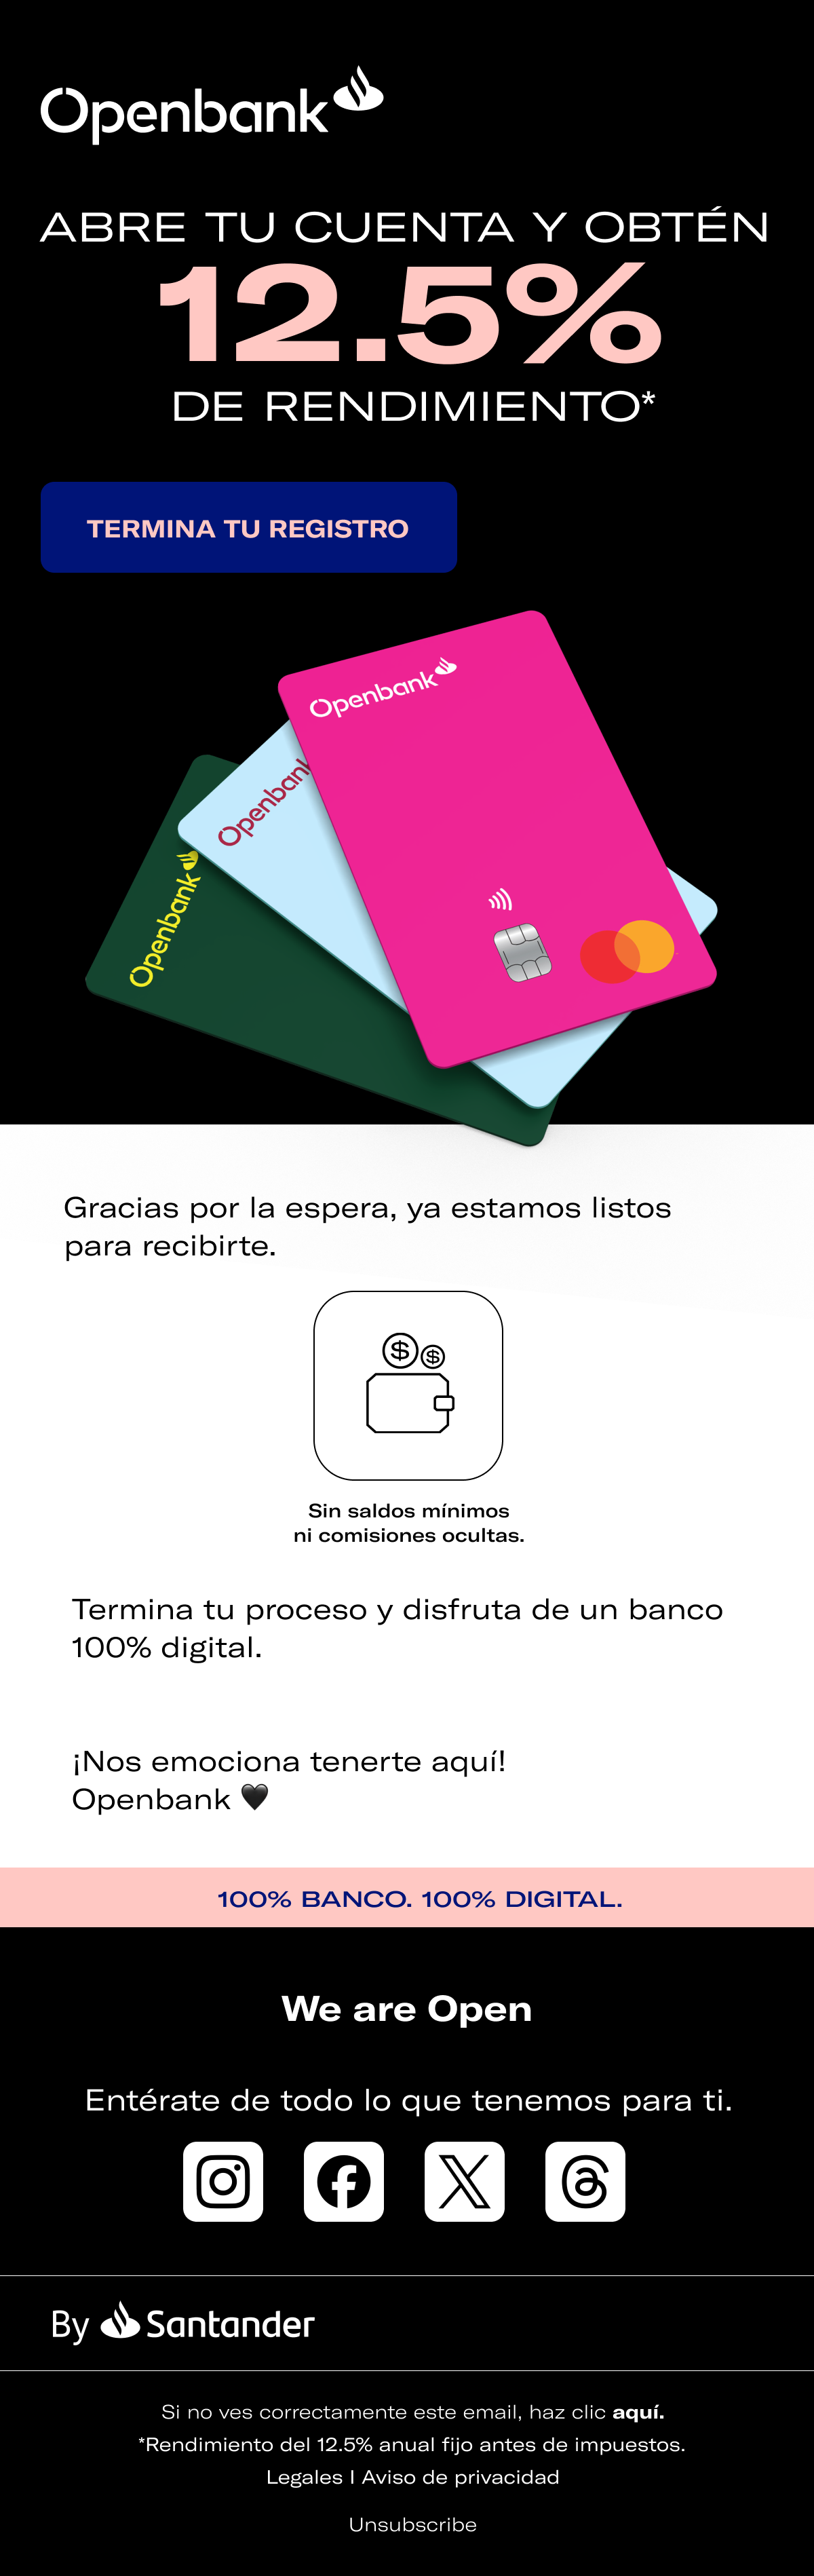 Openbank
ABRE TU CUENTA Y OBTÉN
12.5%
DE RENDIMIENTO*
TERMINA TU REGISTRO
Openbank
Openbank
Openbank
Gracias por la espera, ya estamos listos
para recibirte.
Sin saldos mínimos
ni comisiones ocultas.
Termina tu proceso y disfruta de un banco
100% digital.
¡Nos emociona tenerte aquí!
Openbank 🖤
100% BANCO. 100% DIGITAL.
We are Open
Entérate de todo lo que tenemos para ti.
By Santander
Si no ves correctamente este email, haz clic aquí.
*Rendimiento del 12.5% anual fijo antes de impuestos.
Legales I Aviso de privacidad
Unsubscribe